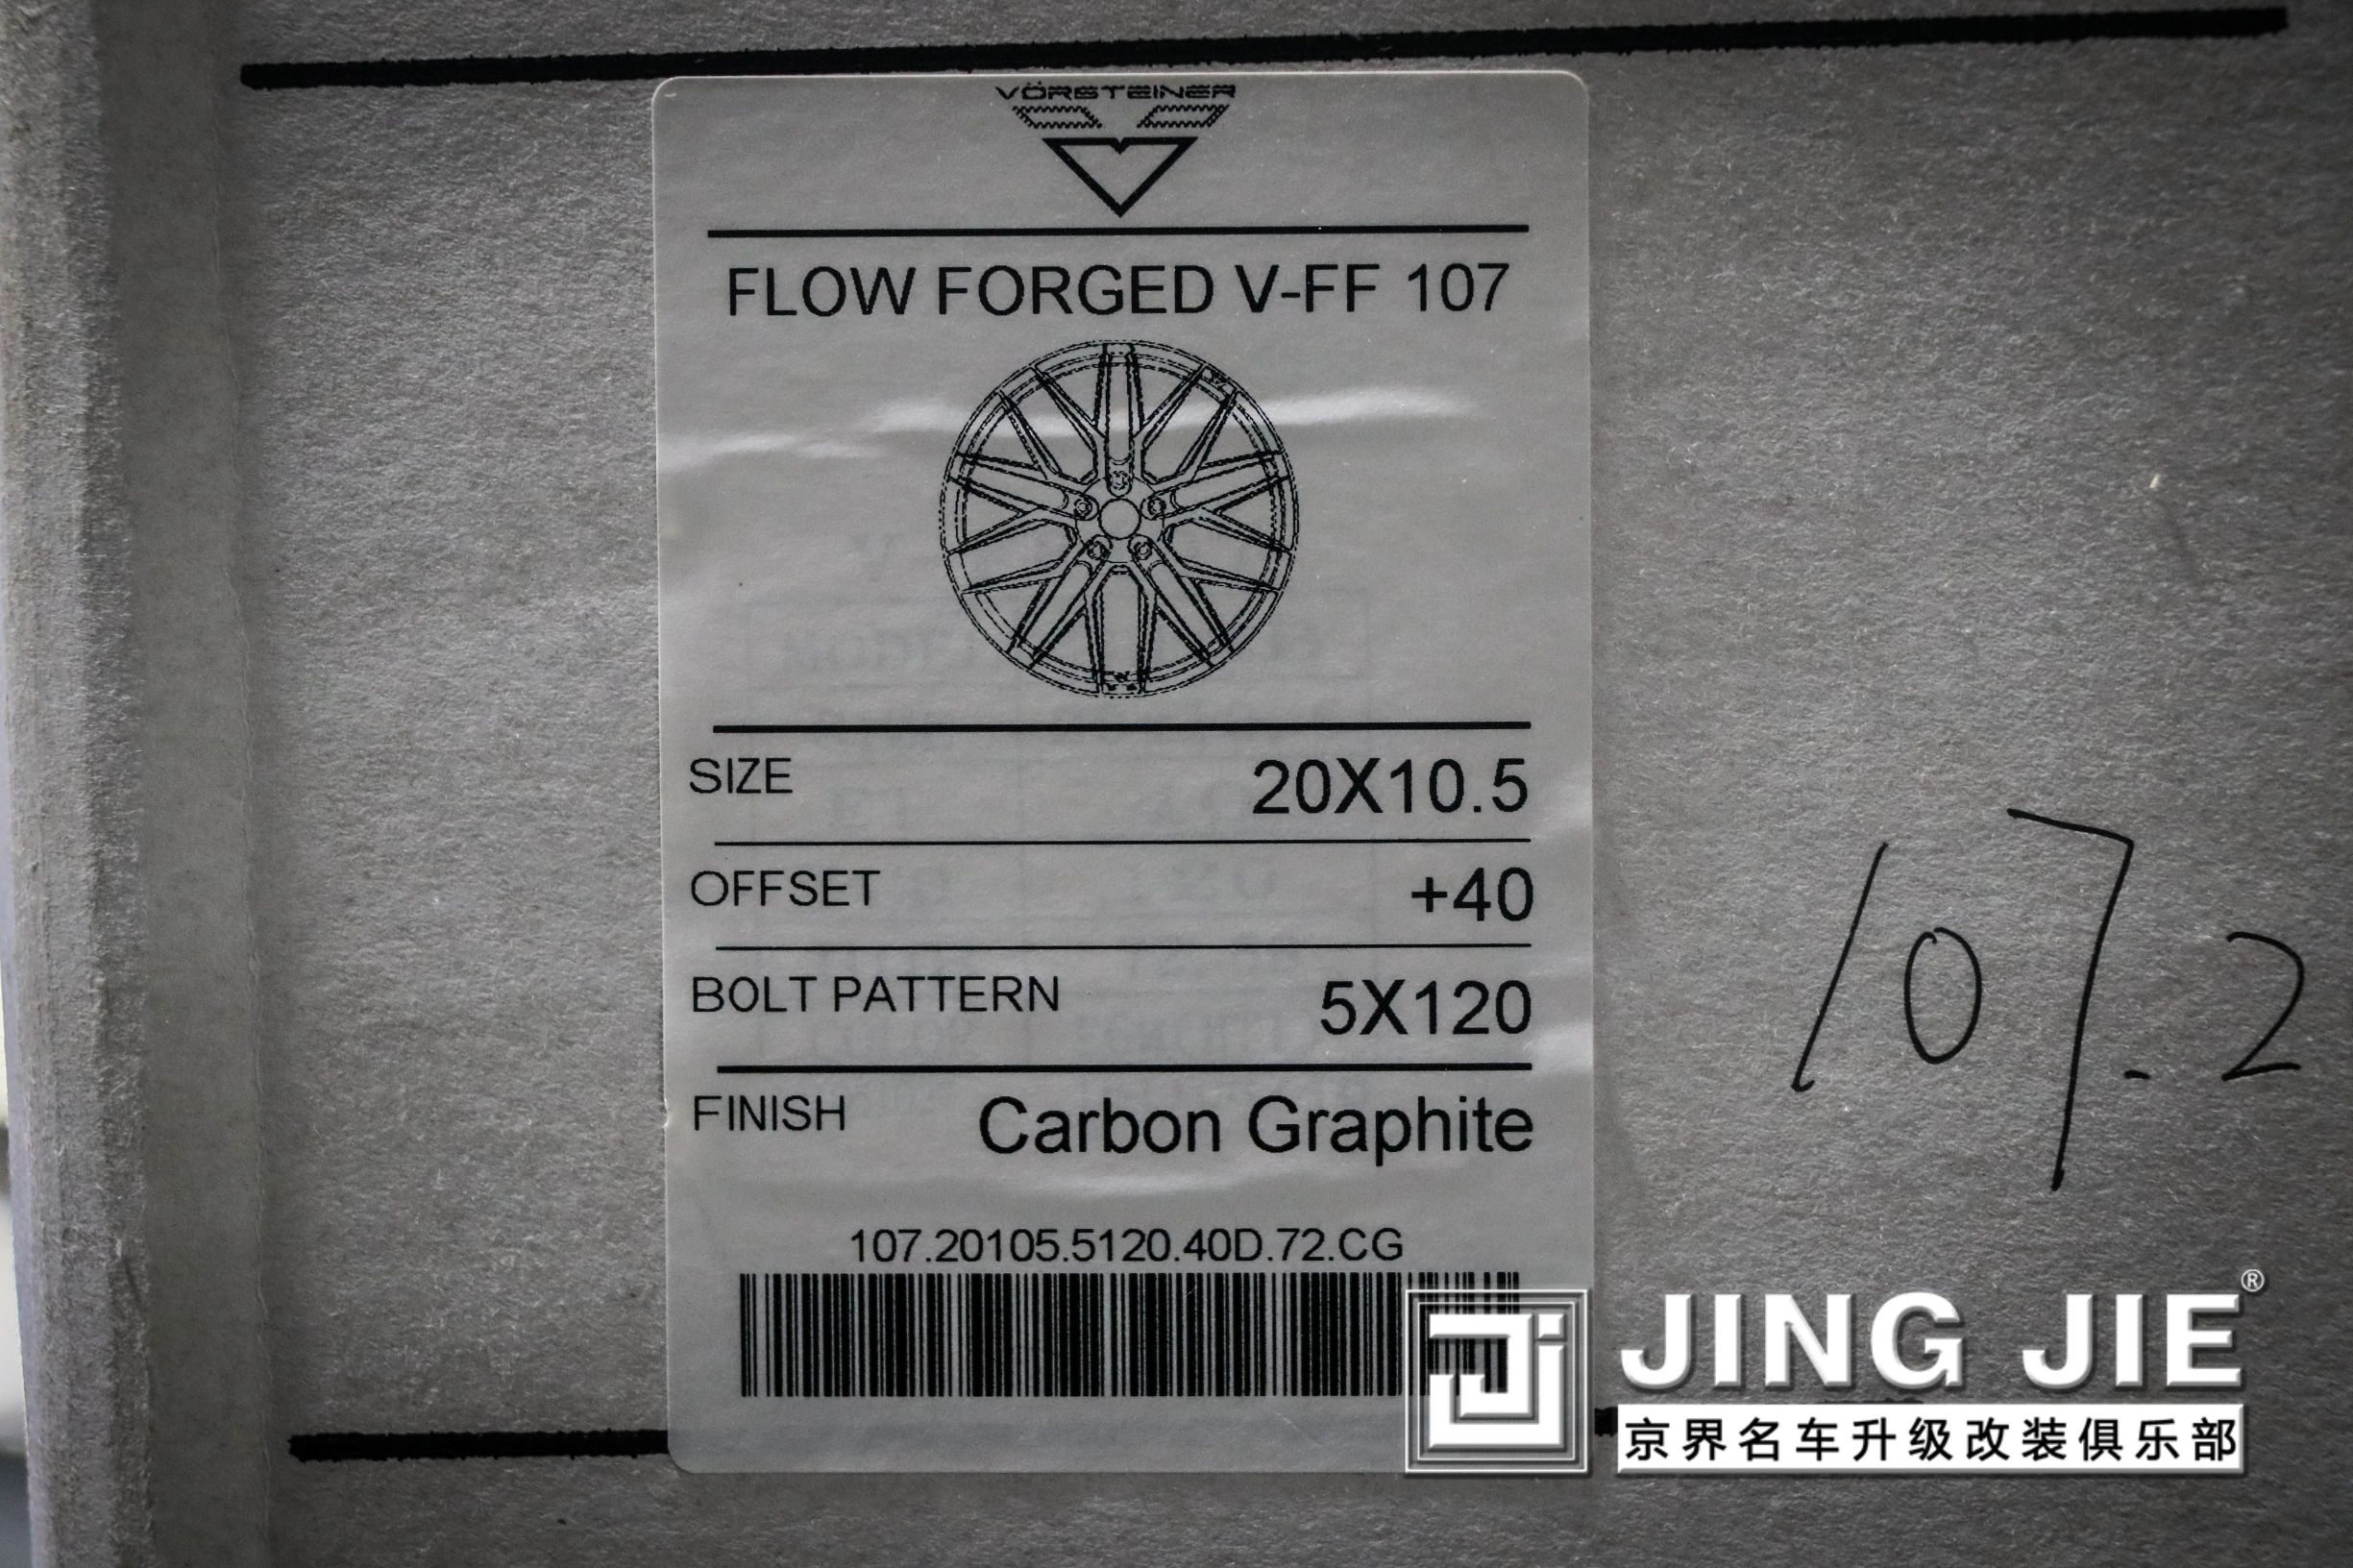 VÖRSTEINER
FLOW FORGED V-FF 107
SIZE 20X10.5
OFFSET +40
BOLT PATTERN 5X120
FINISH Carbon Graphite
107.20105.5120.40D.72.CG
107.2
JING JIE®
京界名车升级改装俱乐部